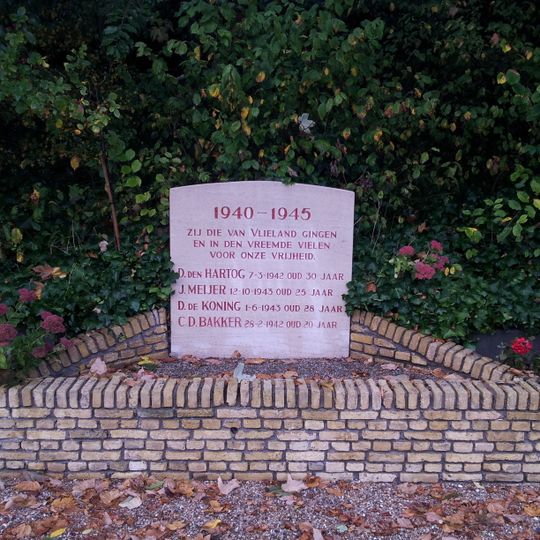 1940-1945
ZIJ DIE VAN VLIELAND GINGEN
EN IN DEN VREEMDE VIELEN
VOOR ONZE VRIJHEID.
D. DEN HARTOG 7-3-1942 OUD 30 JAAR
J. MEIJER 12-10-1943 OUD 25 JAAR
D. DE KONING 1-6-1943 OUD 28 JAAR
C D. BAKKER 28-2-1942 OUD 20 JAAR